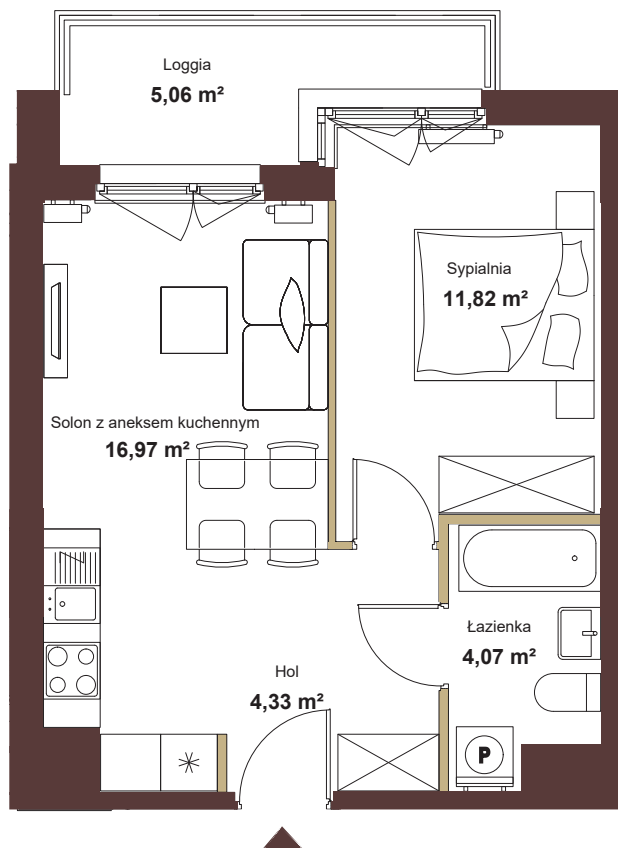 Loggia
5,06 m²
Sypialnia
11,82 m²
Solon z aneksem kuchennym
16,97 m²
Łazienka
4,07 m²
Hol
4,33 m²
P